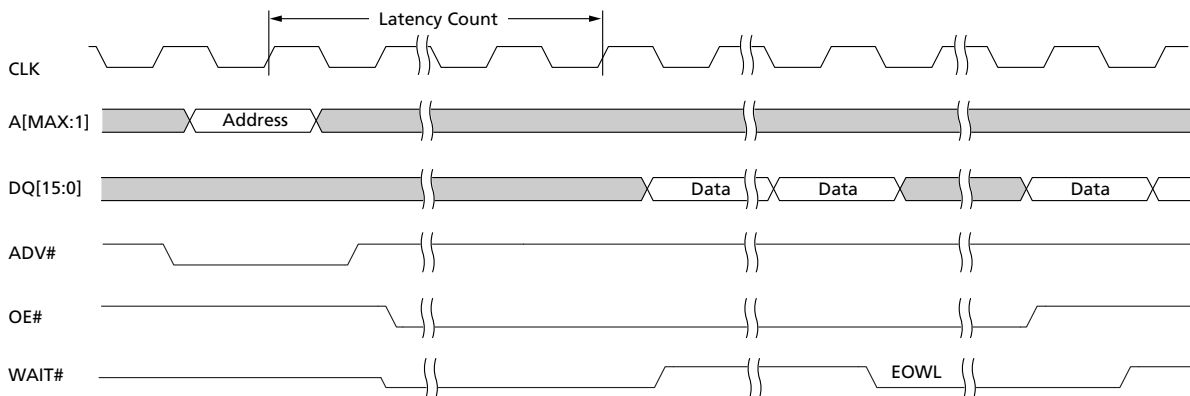 Latency Count
CLK
A[MAX:1]
Address
DQ[15:0]
Data
Data
Data
ADV#
OE#
WAIT#
EOWL